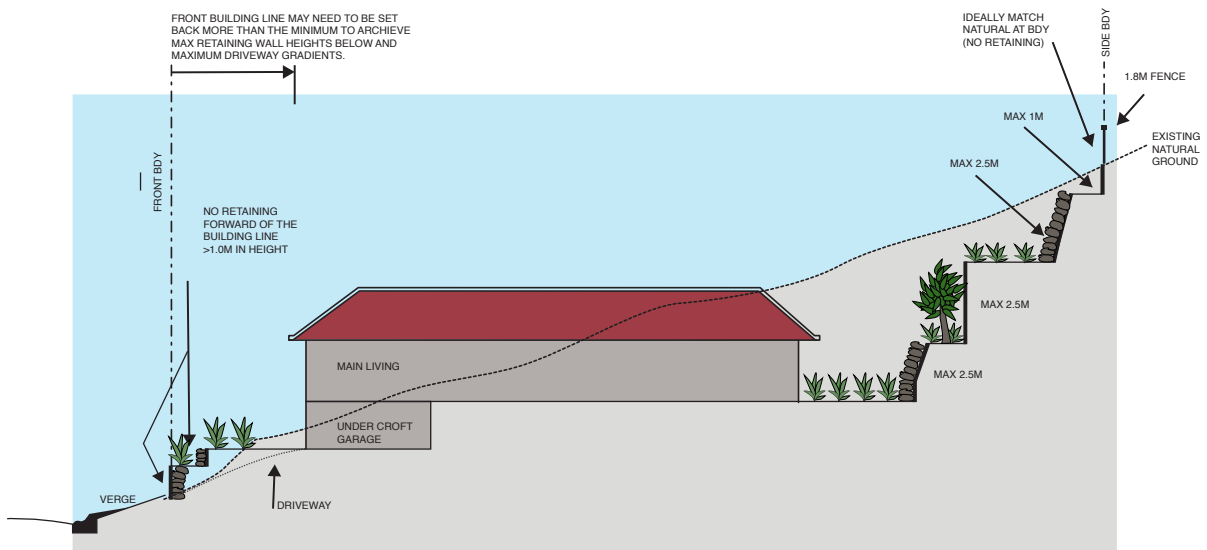 FRONT BUILDING LINE MAY NEED TO BE SET
BACK MORE THAN THE MINIMUM TO ARCHIEVE
MAX RETAINING WALL HEIGHTS BELOW AND
MAXIMUM DRIVEWAY GRADIENTS.
IDEALLY MATCH
NATURAL AT BDY
(NO RETAINING)
SIDE BDY
1.8M FENCE
MAX 1M
EXISTING
NATURAL
GROUND
MAX 2.5M
FRONT BDY
NO RETAINING
FORWARD OF THE
BUILDING LINE
>1.0M IN HEIGHT
MAX 2.5M
MAIN LIVING
MAX 2.5M
UNDER CROFT
GARAGE
VERGE
DRIVEWAY